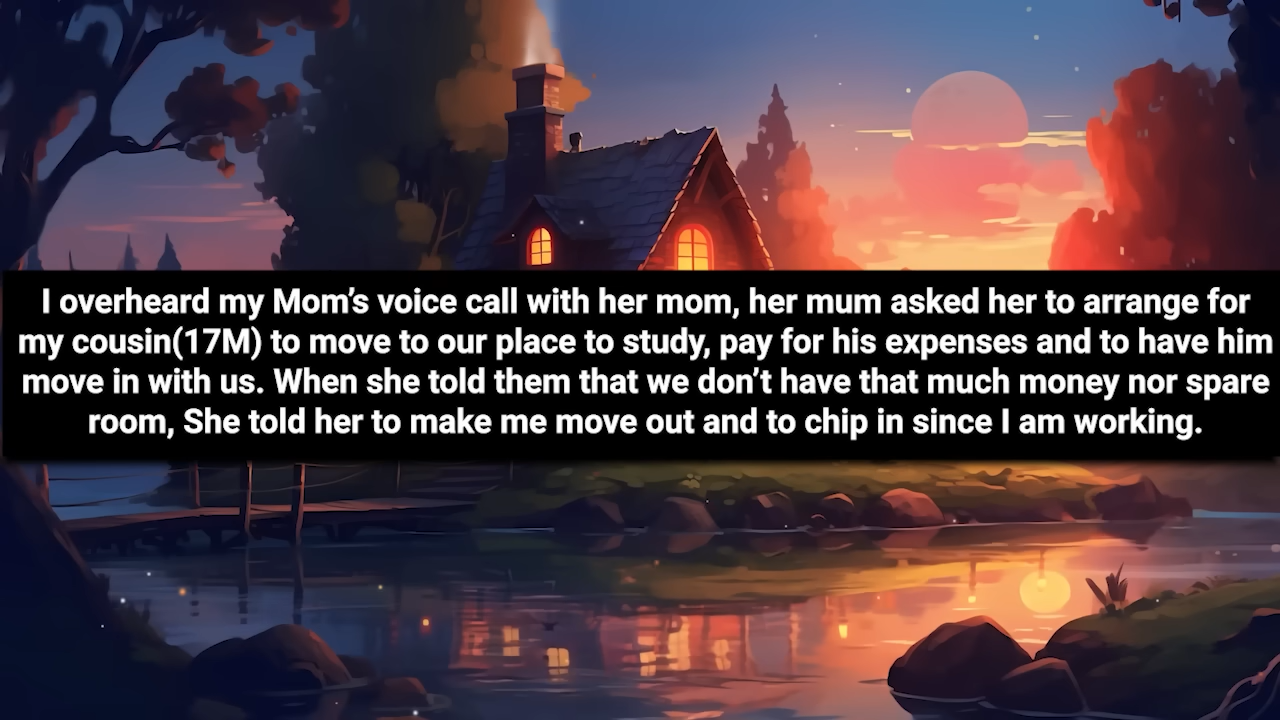 I overheard my Mom’s voice call with her mom, her mum asked her to arrange for
my cousin(17M) to move to our place to study, pay for his expenses and to have him
move in with us. When she told them that we don’t have that much money nor spare
room, She told her to make me move out and to chip in since I am working.